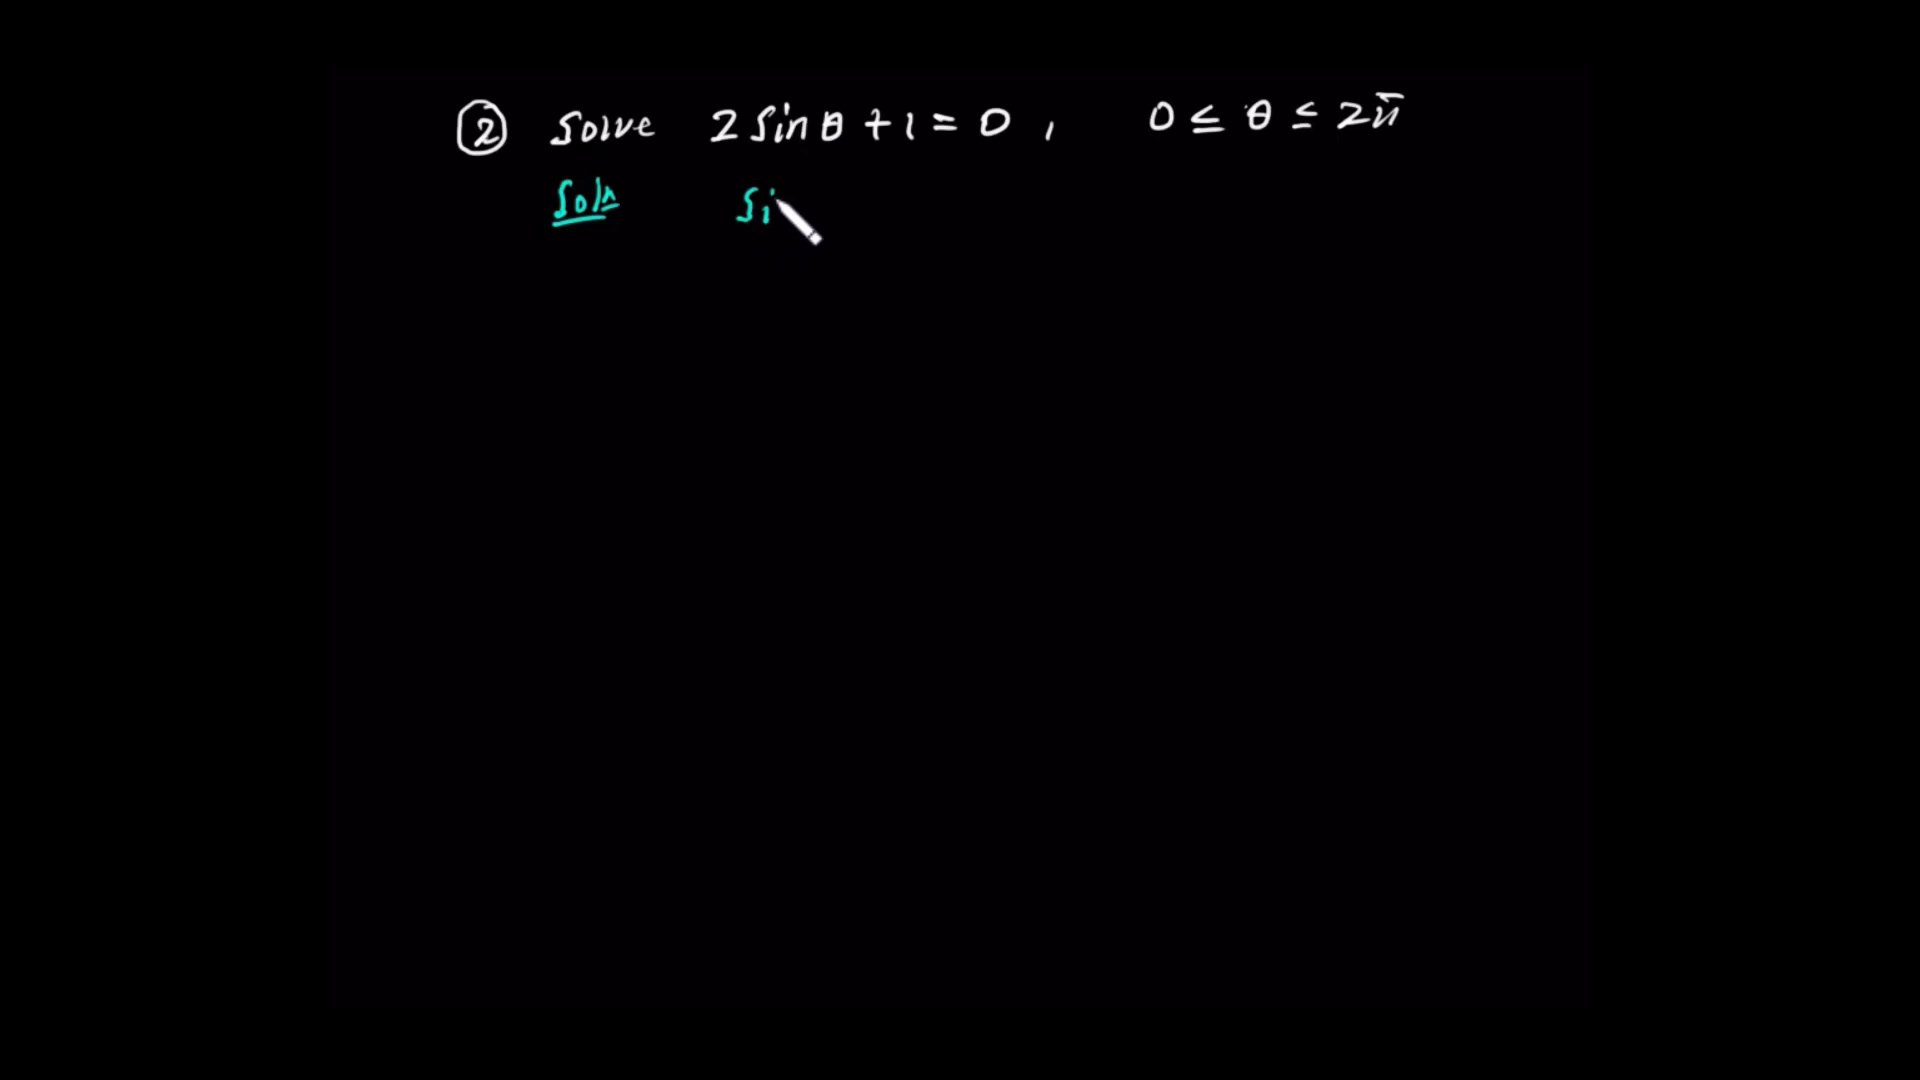 ② Solve 2 Sin θ + 1 = 0 , 0 ≤ θ ≤ 2π
Soln Si